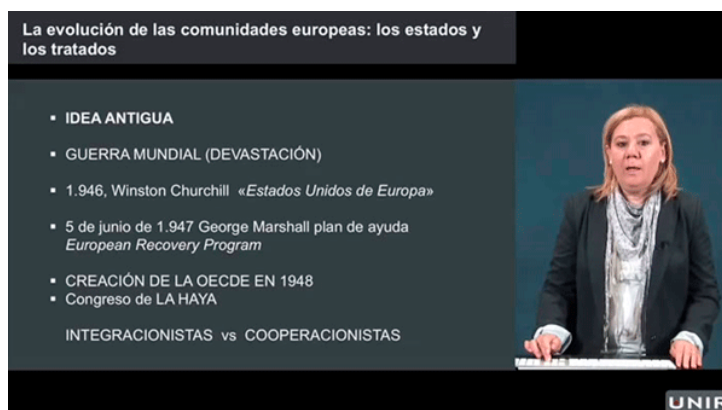 La evolución de las comunidades europeas: los estados y
los tratados
▪ IDEA ANTIGUA
▪ GUERRA MUNDIAL (DEVASTACIÓN)
▪ 1.946, Winston Churchill «Estados Unidos de Europa»
▪ 5 de junio de 1.947 George Marshall plan de ayuda
European Recovery Program
▪ CREACIÓN DE LA OECDE EN 1948
▪ Congreso de LA HAYA
INTEGRACIONISTAS vs COOPERACIONISTAS